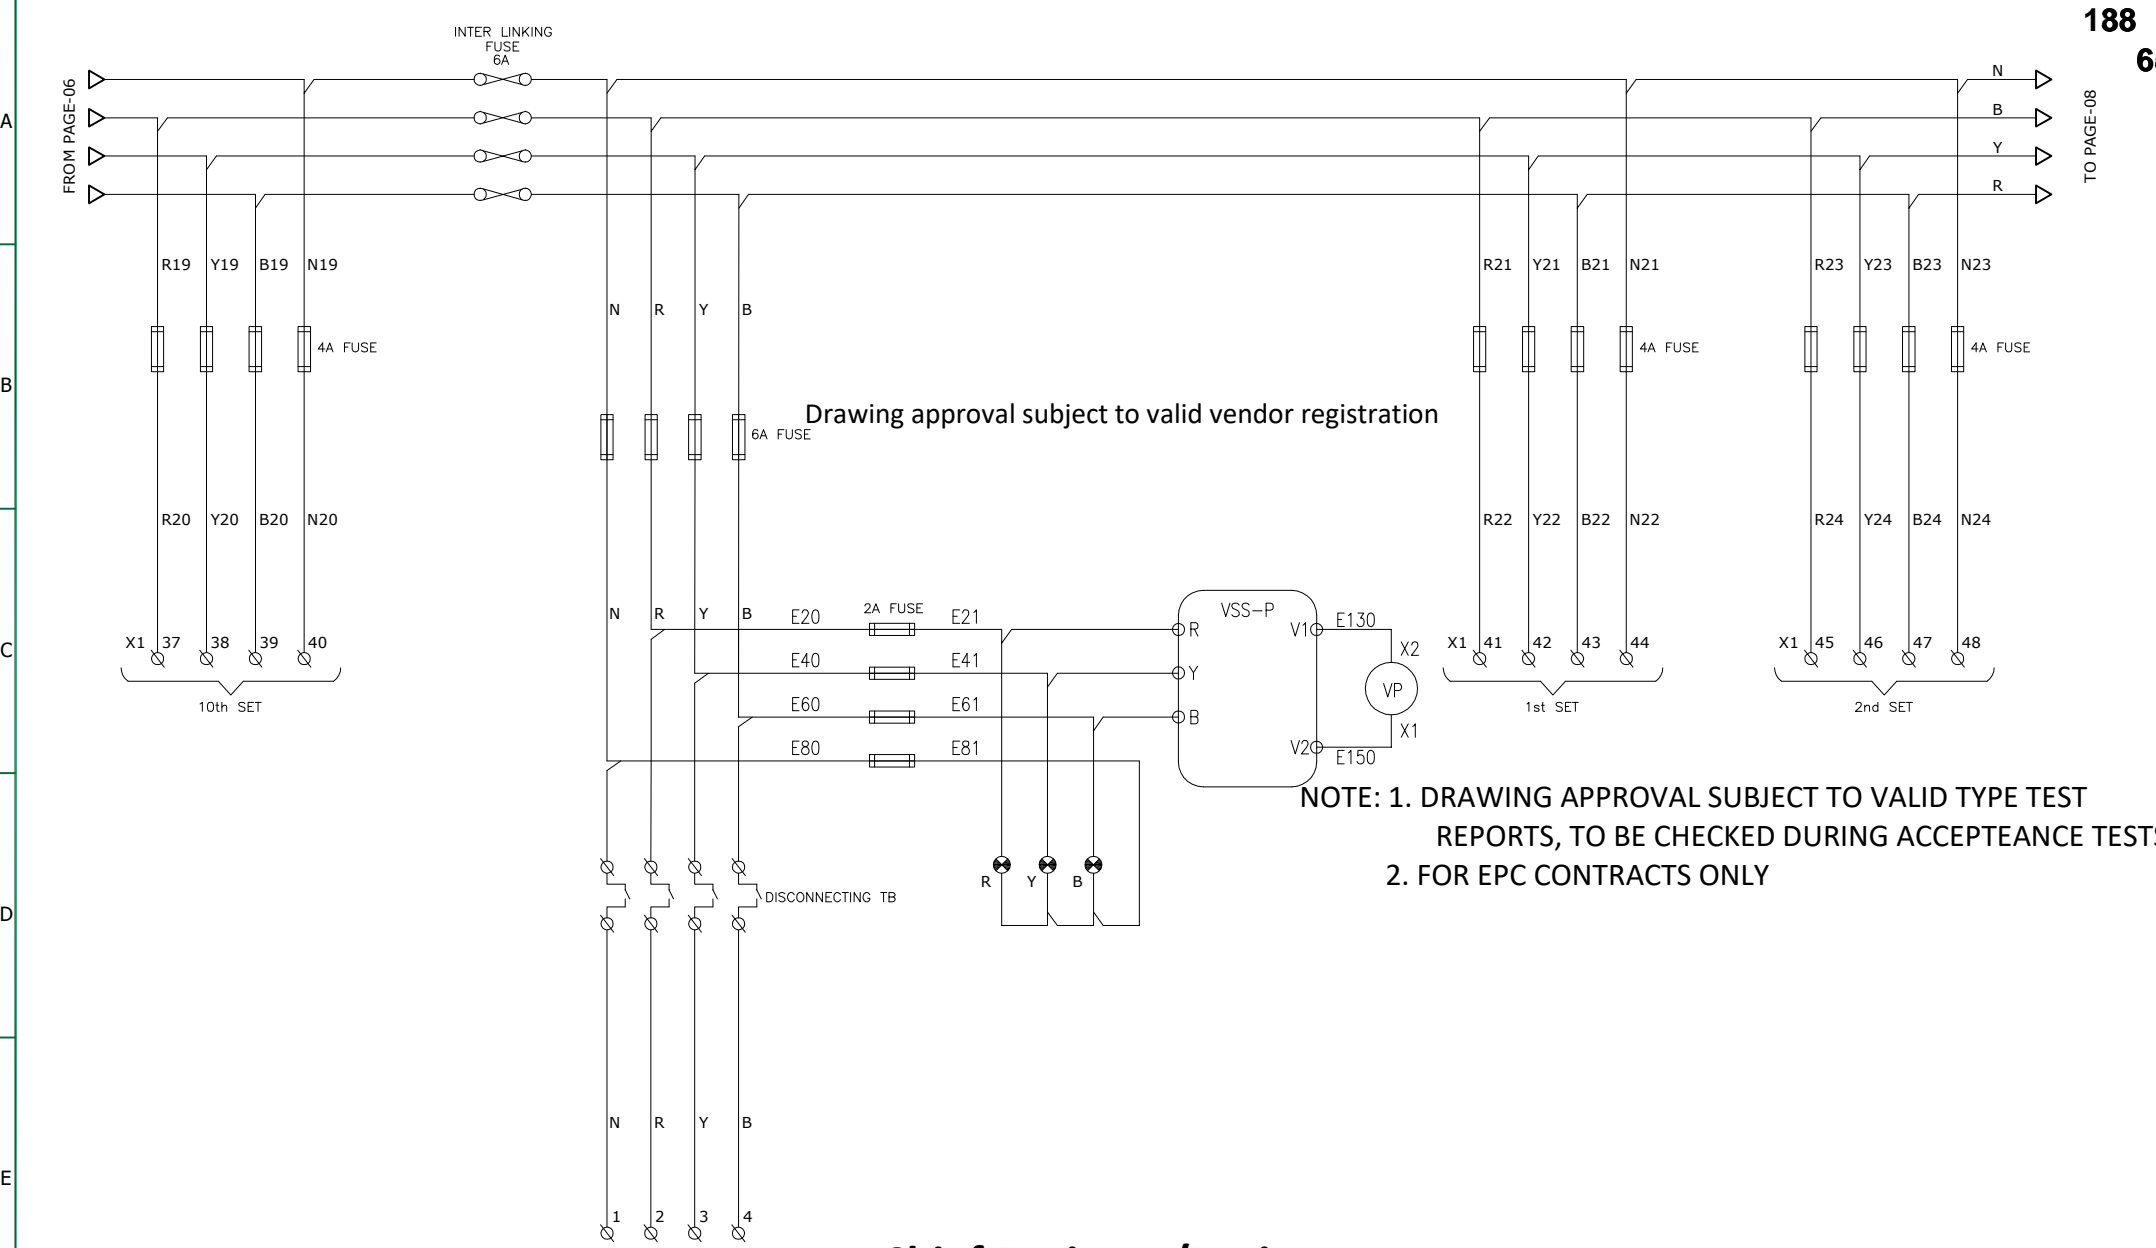 188
INTER LINKING
FUSE
6A
FROM PAGE-06
N
B
Y
R
TO PAGE-08
A
R19 Y19 B19 N19
R21 Y21 B21 N21
R23 Y23 B23 N23
N R Y B
4A FUSE
4A FUSE
4A FUSE
B
Drawing approval subject to valid vendor registration
6A FUSE
R20 Y20 B20 N20
R22 Y22 B22 N22
R24 Y24 B24 N24
N R Y B
E20 2A FUSE E21
E40 E41
E60 E61
E80 E81
VSS-P
R V1 E130
Y
B
V2 E150
X2
VP
X1
C
X1 37 38 39 40
10th SET
X1 41 42 43 44
1st SET
X1 45 46 47 48
2nd SET
NOTE: 1. DRAWING APPROVAL SUBJECT TO VALID TYPE TEST
REPORTS, TO BE CHECKED DURING ACCEPTEANCE TESTS
2. FOR EPC CONTRACTS ONLY
R Y B
DISCONNECTING TB
D
N R Y B
E
1 2 3 4